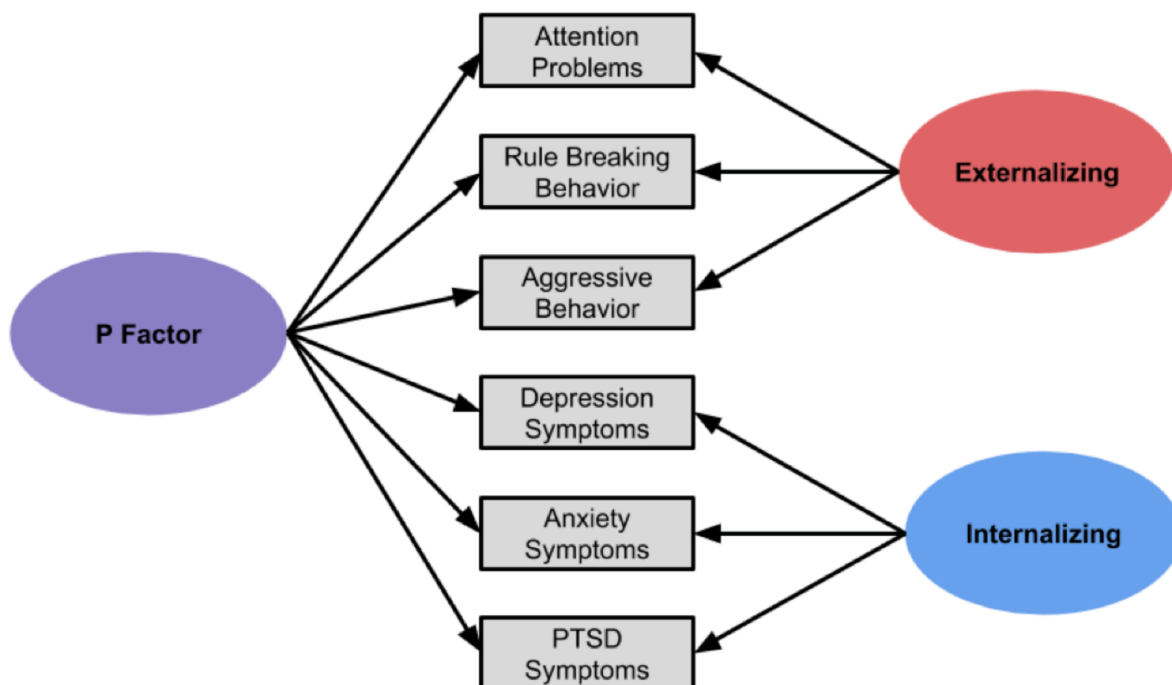 Attention
Problems
Rule Breaking
Behavior
Externalizing
Aggressive
Behavior
P Factor
Depression
Symptoms
Anxiety
Symptoms
Internalizing
PTSD
Symptoms